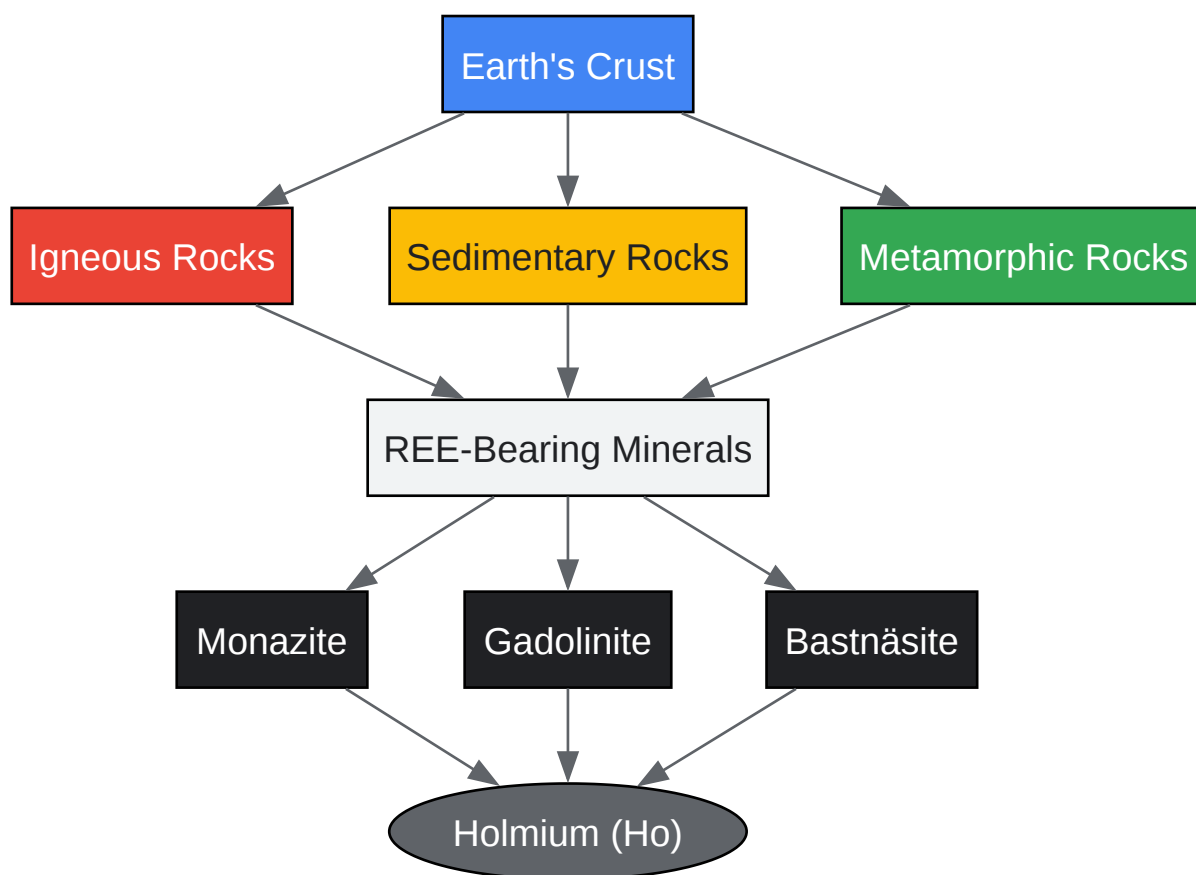 Earth's Crust
Igneous Rocks
Sedimentary Rocks
Metamorphic Rocks
REE-Bearing Minerals
Monazite
Gadolinite
Bastnäsite
Holmium (Ho)